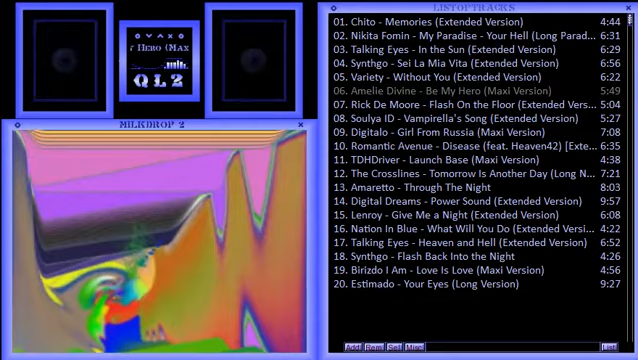 Hero (Max
QL2
MILKDROP 2
LISTOFTRACKS
01. Chito - Memories (Extended Version) 4:44
02. Nikita Fomin - My Paradise - Your Hell (Long Parad... 6:31
03. Talking Eyes - In the Sun (Extended Version) 6:29
04. Synthgo - Sei La Mia Vita (Extended) 6:56
05. Variety - Without You (Extended Version) 6:22
06. Amelie Divine - Be My Hero (Maxi Version) 5:49
07. Rick De Moore - Flash On the Floor (Extended Vers... 5:04
08. Soulya ID - Vampirella's Song (Extended Version) 5:27
09. Digitalo - Girl From Russia (Maxi Version) 7:08
10. Romantic Avenue - Disease (feat. Heaven42) [Exte... 6:35
11. TDHDriver - Launch Base (Maxi Version) 4:38
12. The Crosslines - Tomorrow Is Another Day (Long N... 7:21
13. Amaretto - Through The Night 8:03
14. Digital Dreams - Power Sound (Extended Version) 9:57
15. Lenroy - Give Me a Night (Extended Version) 6:08
16. Nation In Blue - What Will You Do (Extended Versi... 4:22
17. Talking Eyes - Heaven and Hell (Extended Version) 6:52
18. Synthgo - Flash Back Into the Night 4:26
19. Birizdo I Am - Love Is Love (Maxi Version) 4:56
20. Estimado - Your Eyes (Long Version) 9:27
Add Rem Sel Misc List